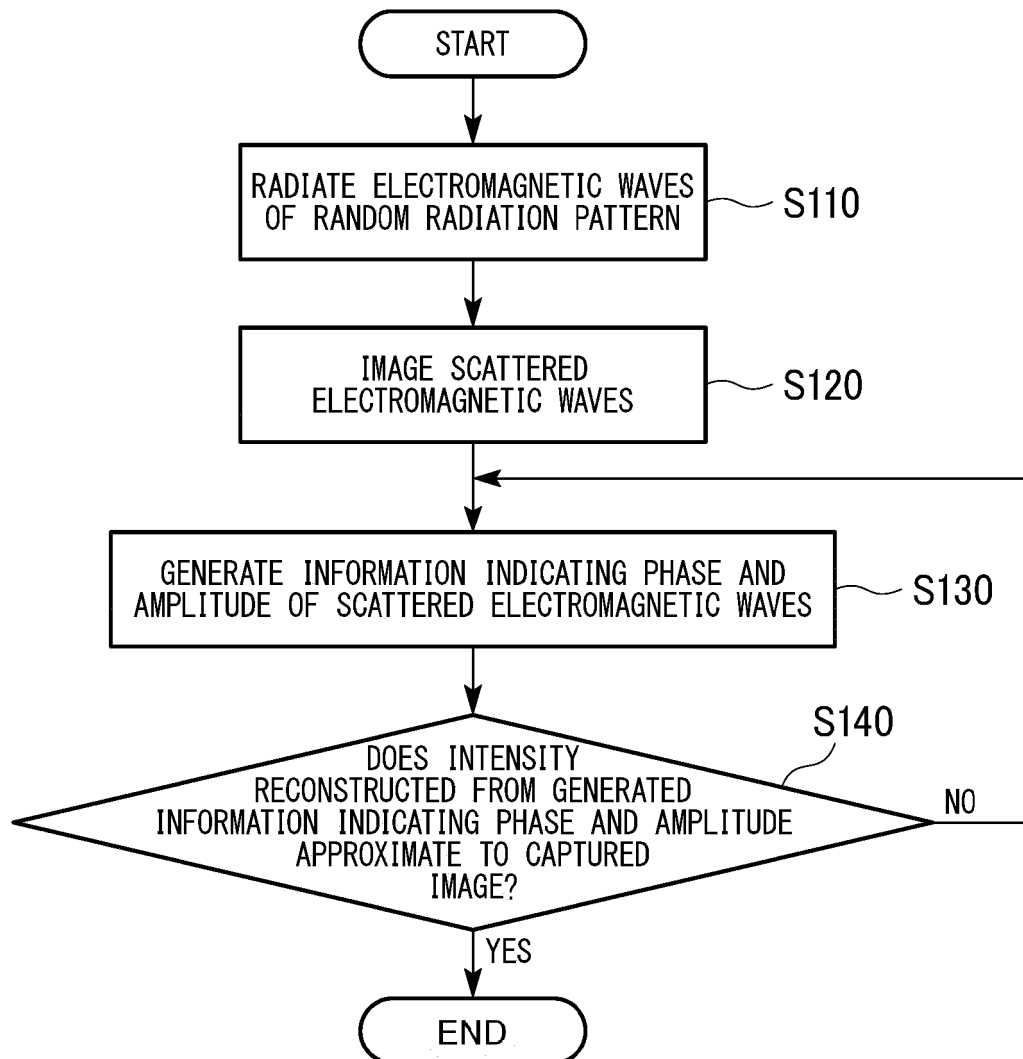 START
RADIATE ELECTROMAGNETIC WAVES
OF RANDOM RADIATION PATTERN
S110
IMAGE SCATTERED
ELECTROMAGNETIC WAVES
S120
GENERATE INFORMATION INDICATING PHASE AND
AMPLITUDE OF SCATTERED ELECTROMAGNETIC WAVES
S130
S140
DOES INTENSITY
RECONSTRUCTED FROM GENERATED
INFORMATION INDICATING PHASE AND AMPLITUDE
APPROXIMATE TO CAPTURED
IMAGE?
NO
YES
END